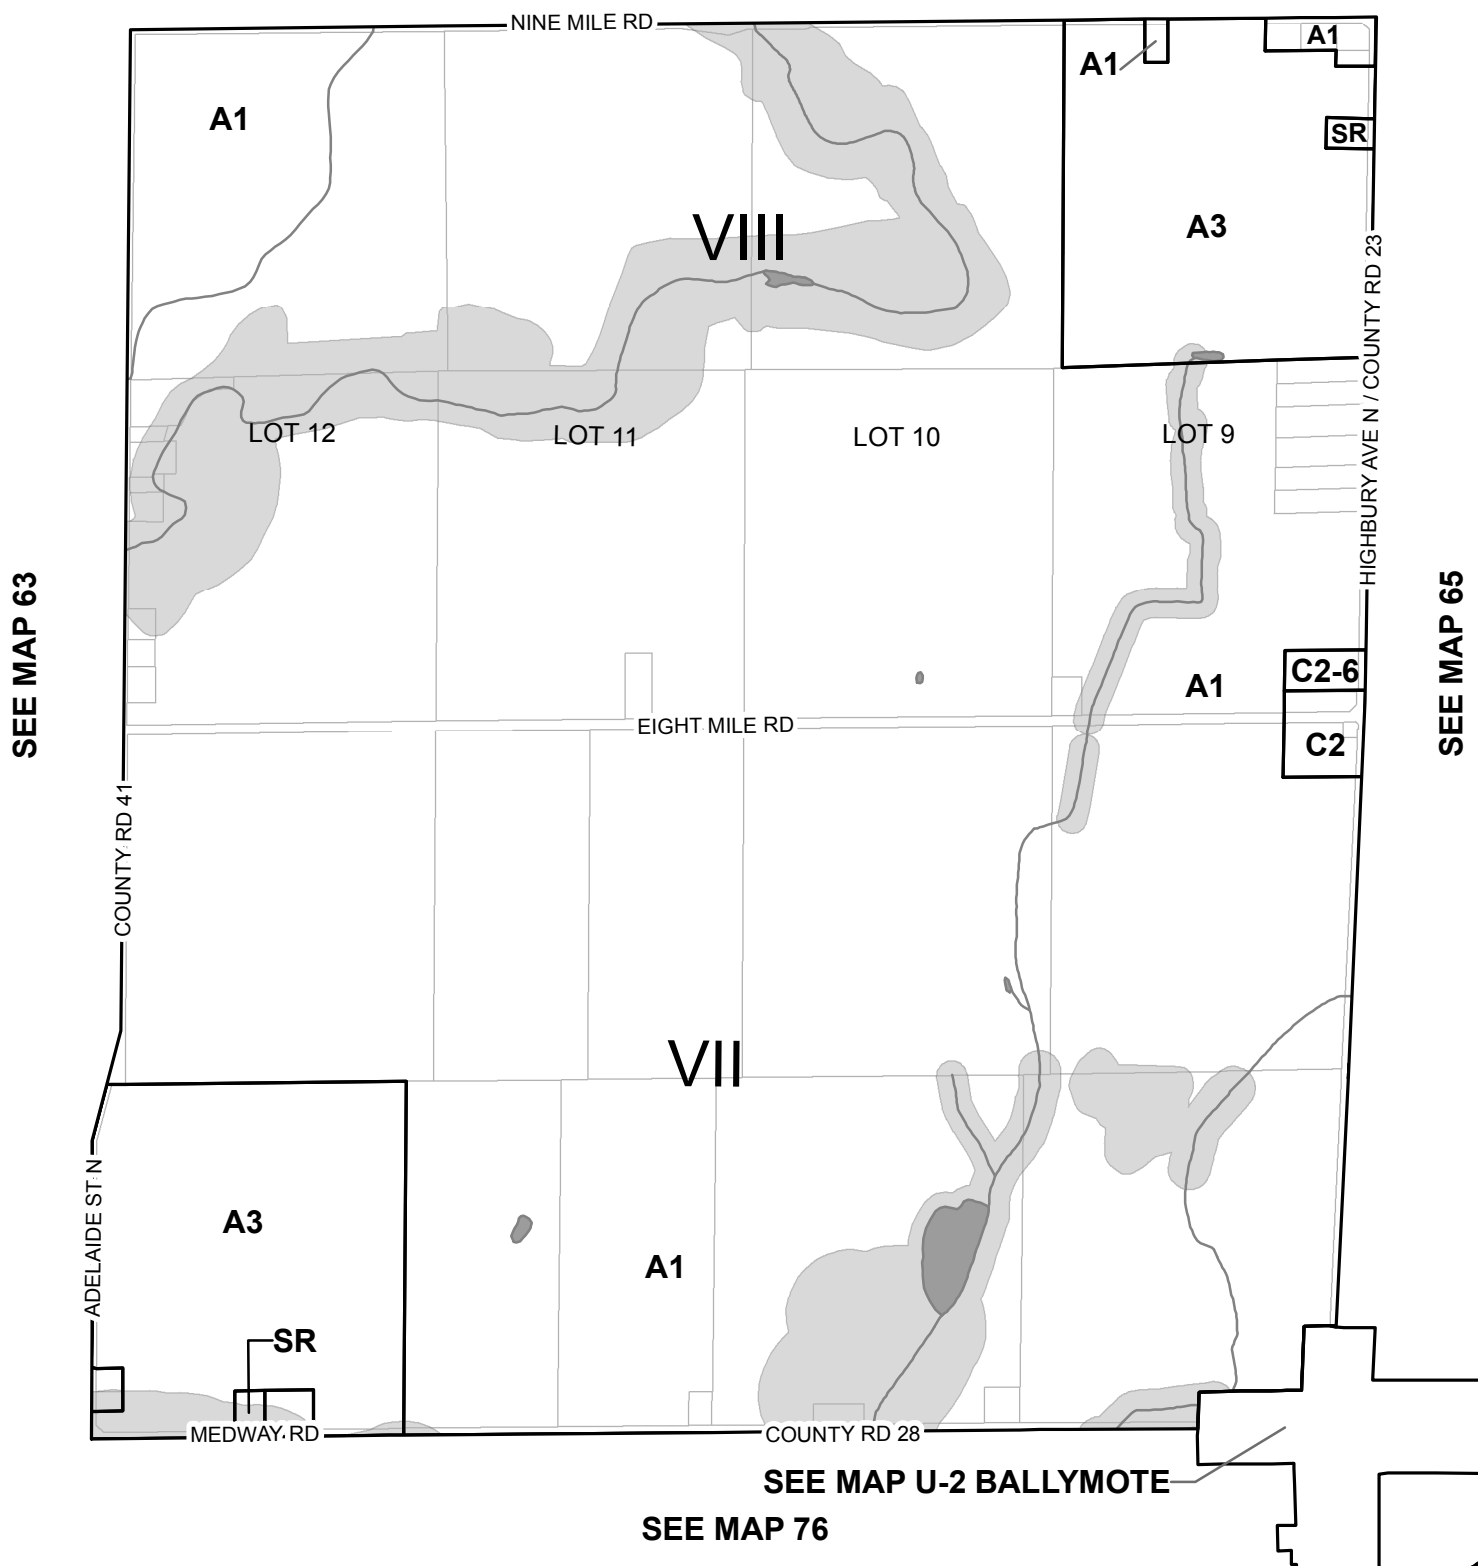 NINE MILE RD
A1
A1
A1
SR
A3
VIII
HIGHBURY AVE N / COUNTY RD 23
LOT 12
LOT 11
LOT 10
LOT 9
SEE MAP 63
SEE MAP 65
C2-6
A1
EIGHT MILE RD
C2
COUNTY RD 41
VII
ADELAIDE ST N
A3
A1
SR
MEDWAY RD
COUNTY RD 28
SEE MAP U-2 BALLYMOTE
SEE MAP 76